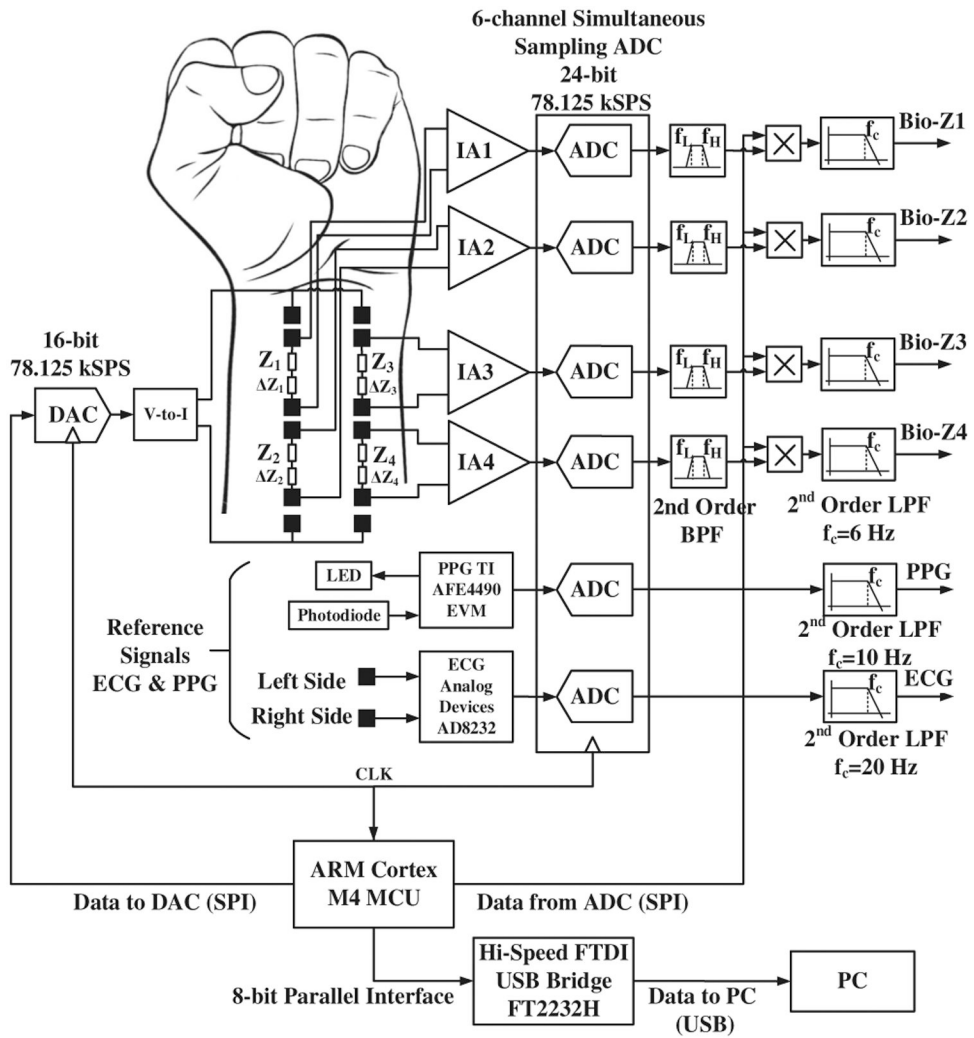 6-channel Simultaneous
Sampling ADC
24-bit
78.125 kSPS
IA1
ADC
fL fH
fc
Bio-Z1
IA2
ADC
fL fH
fc
Bio-Z2
16-bit
78.125 kSPS
DAC
V-to-I
Z1
ΔZ1
Z3
ΔZ3
IA3
ADC
fL fH
fc
Bio-Z3
Z2
ΔZ2
Z4
ΔZ4
IA4
ADC
fL fH
fc
Bio-Z4
2nd Order
BPF
2nd Order LPF
fc=6 Hz
Reference
Signals
ECG & PPG
LED
Photodiode
PPG TI
AFE4490
EVM
ADC
fc
PPG
2nd Order LPF
fc=10 Hz
Left Side
Right Side
ECG
Analog
Devices
AD8232
ADC
fc
ECG
2nd Order LPF
fc=20 Hz
CLK
ARM Cortex
M4 MCU
Data to DAC (SPI)
Data from ADC (SPI)
8-bit Parallel Interface
Hi-Speed FTDI
USB Bridge
FT2232H
Data to PC
(USB)
PC